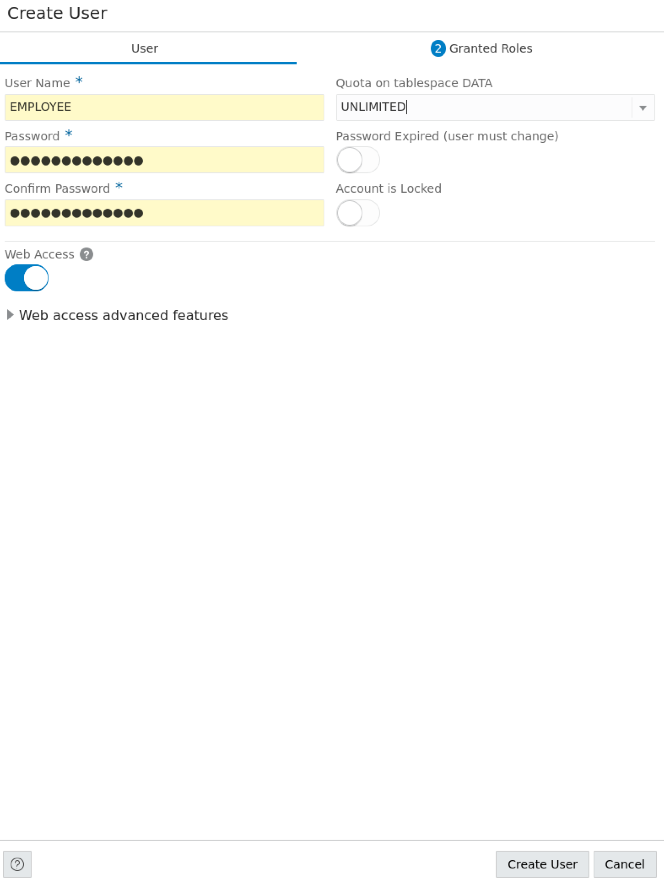 Create User
User
2 Granted Roles
User Name *
Quota on tablespace DATA
EMPLOYEE
UNLIMITED
Password *
Password Expired (user must change)
●●●●●●●●●●●●●
Confirm Password *
Account is Locked
●●●●●●●●●●●●●
Web Access ?
Web access advanced features
? Create User Cancel